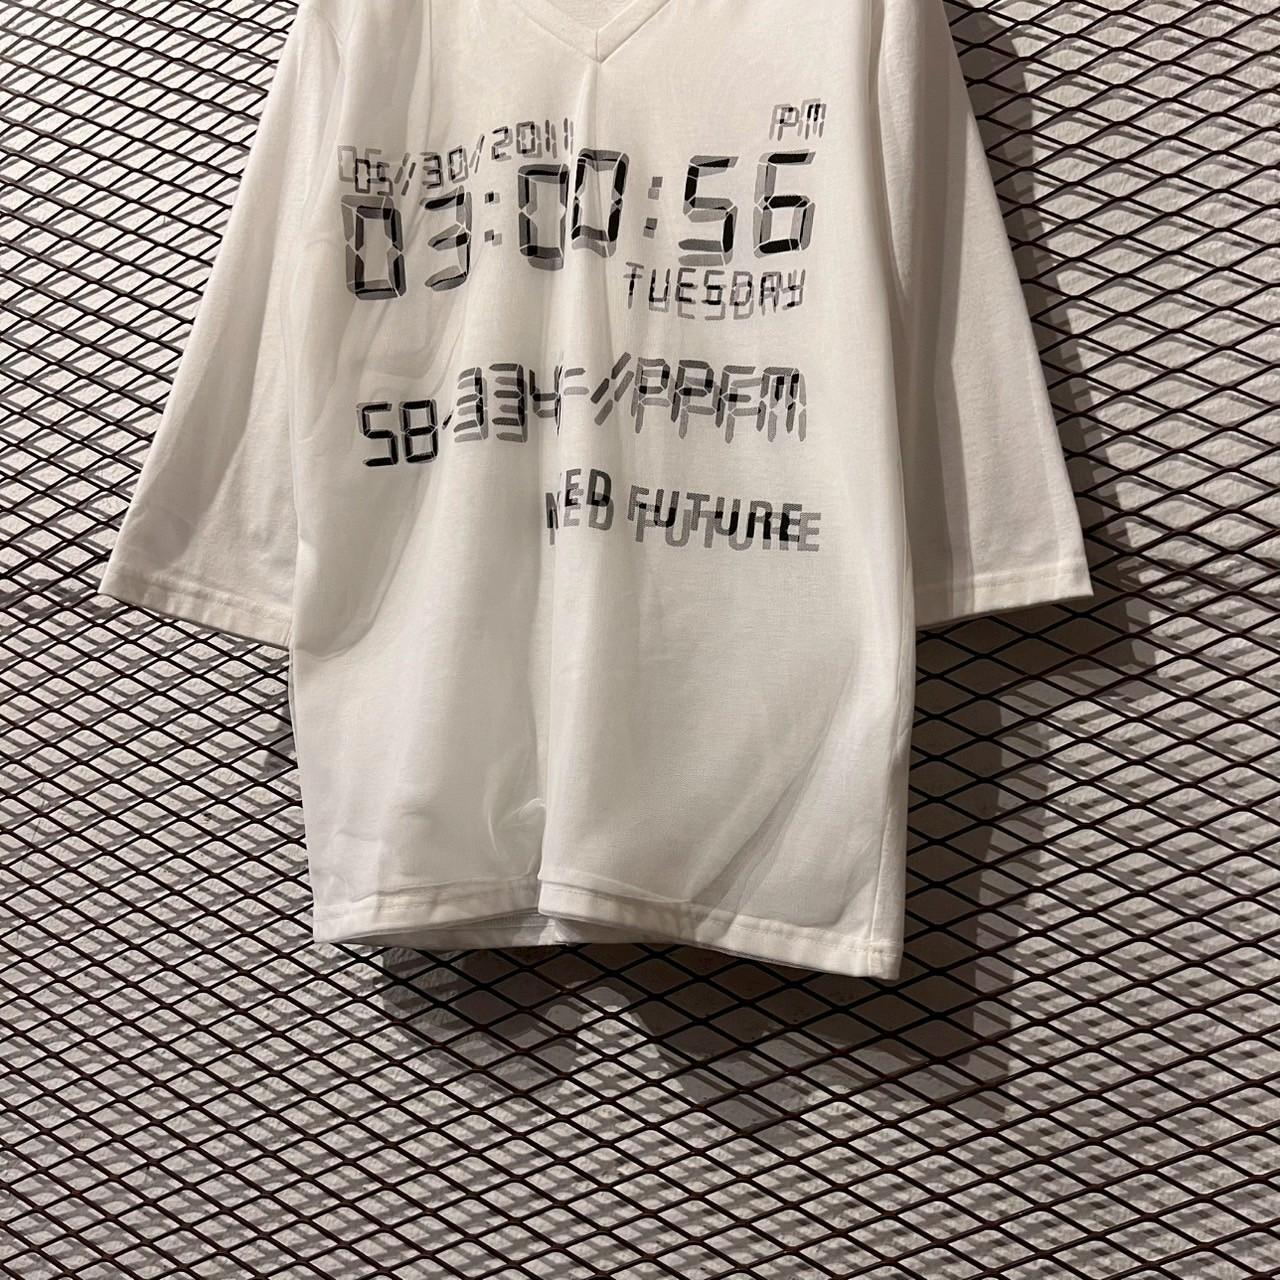 PM
05/30/2011
03:00:56
TUESDAY
FUTURE